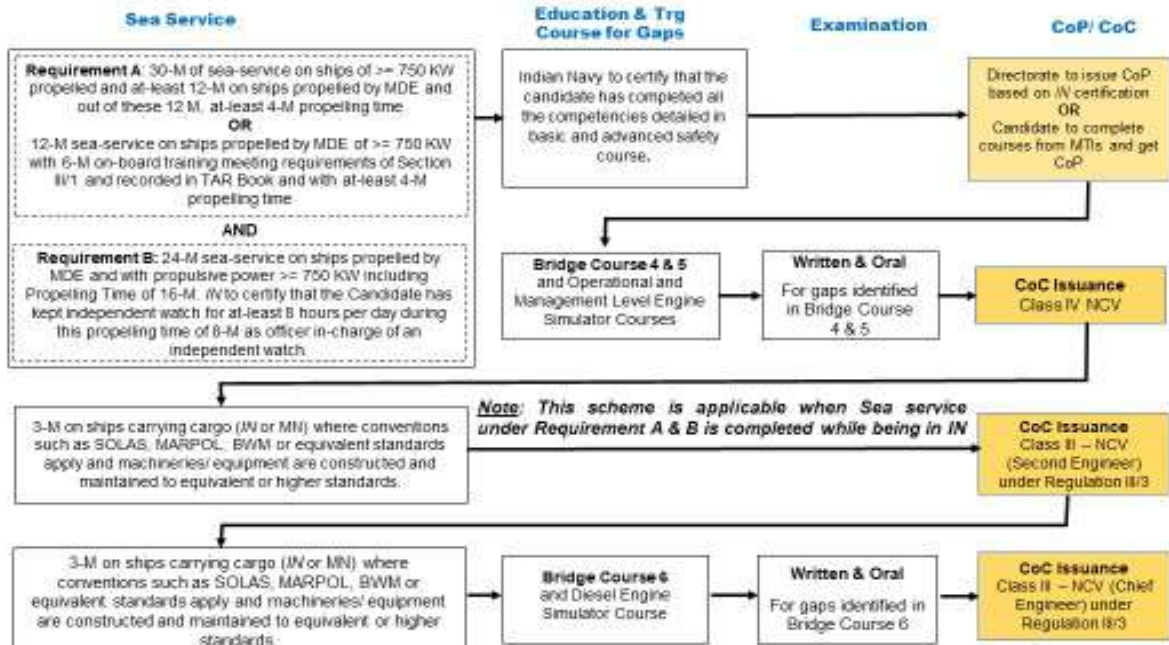 Sea Service
Education & Trg
Course for Gaps
Examination
CoP/ CoC
Requirement A: 30-M of sea-service on ships of >= 750 KW
propelled and at-least 12-M on ships propelled by MDE and
out of these 12 M, at-least 4-M propelling time
OR
12-M sea-service on ships propelled by MDE of >= 750 KW
with 6-M on-board training meeting requirements of Section
III/1 and recorded in TAR Book and with at-least 4-M
propelling time
AND
Requirement B: 24-M sea-service on ships propelled by
MDE and with propulsive power >= 750 KW including
Propelling Time of 16-M. IN to certify that the Candidate has
kept independent watch for at-least 8 hours per day during
this propelling time of 8-M as officer in-charge of an
independent watch.
Indian Navy to certify that the
candidate has completed all
the competencies detailed in
basic and advanced safety
course.
Directorate to issue CoP
based on IN certification
OR
Candidate to complete
courses from MTIs and get
CoP
Bridge Course 4 & 5
and Operational and
Management Level Engine
Simulator Courses
Written & Oral
For gaps identified
in Bridge Course
4 & 5
CoC Issuance
Class IV NCV
3-M on ships carrying cargo (IN or MN) where conventions
such as SOLAS, MARPOL, BWM or equivalent standards
apply and machineries/ equipment are constructed and
maintained to equivalent or higher standards.
Note: This scheme is applicable when Sea service
under Requirement A & B is completed while being in IN
CoC Issuance
Class III – NCV
(Second Engineer)
under Regulation III/3
3-M on ships carrying cargo (IN or MN) where
conventions such as SOLAS, MARPOL, BWM or
equivalent standards apply and machineries/ equipment
are constructed and maintained to equivalent or higher
standards.
Bridge Course 6
and Diesel Engine
Simulator Course
Written & Oral
For gaps identified in
Bridge Course 6
CoC Issuance
Class III – NCV (Chief
Engineer) under
Regulation III/3